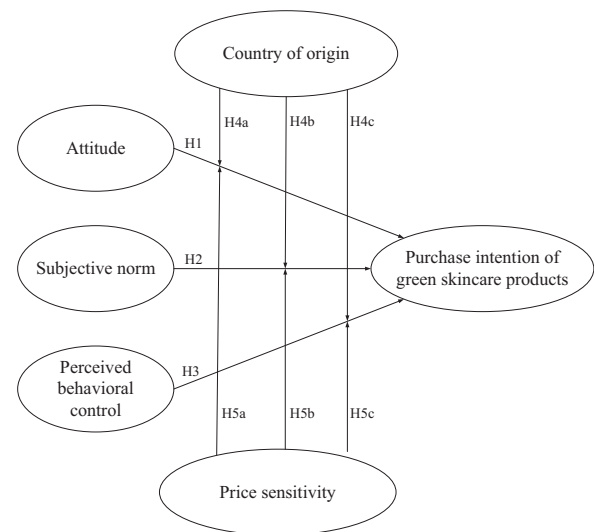 Country of origin
H4a
H4b
H4c
Attitude
H1
Subjective norm
H2
Purchase intention of
green skincare products
Perceived
behavioral
control
H3
H5a
H5b
H5c
Price sensitivity